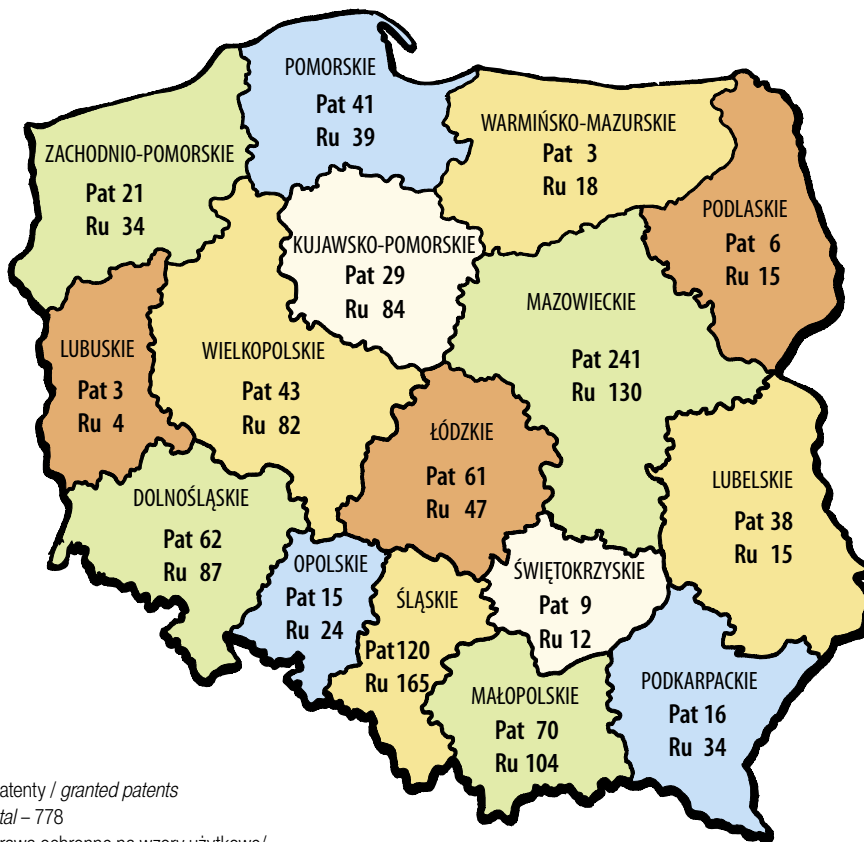 POMORSKIE
Pat 41
Ru 39
WARMIŃSKO-MAZURSKIE
Pat 3
Ru 18
ZACHODNIO-POMORSKIE
Pat 21
Ru 34
PODLASKIE
Pat 6
Ru 15
KUJAWSKO-POMORSKIE
Pat 29
Ru 84
MAZOWIECKIE
Pat 241
Ru 130
LUBUSKIE
Pat 3
Ru 4
WIELKOPOLSKIE
Pat 43
Ru 82
ŁÓDZKIE
Pat 61
Ru 47
LUBELSKIE
Pat 38
Ru 15
DOLNOŚLĄSKIE
Pat 62
Ru 87
OPOLSKIE
Pat 15
Ru 24
ŚLĄSKIE
Pat 120
Ru 165
ŚWIĘTOKRZYSKIE
Pat 9
Ru 12
MAŁOPOLSKIE
Pat 70
Ru 104
PODKARPACKIE
Pat 16
Ru 34
atenty / granted patents
tal – 778